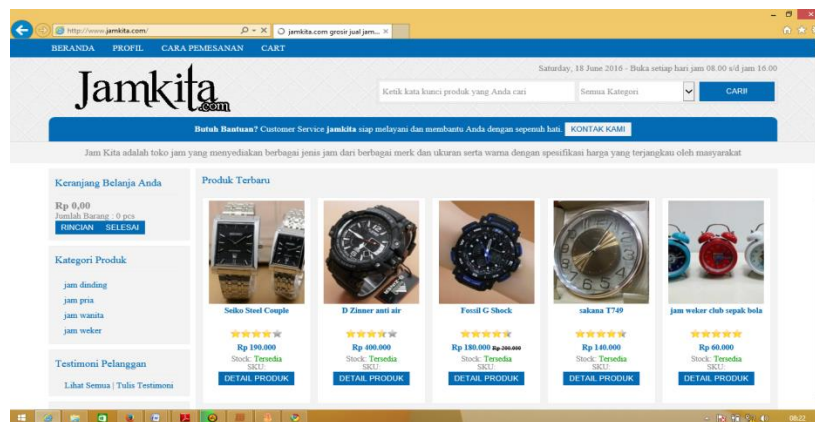 http://www.jamkita.com/
jamkita.com grosir jual jam...
BERANDA PROFIL CARA PEMESANAN CART
Saturday, 18 June 2016 - Buka setiap hari jam 08.00 s/d jam 16.00
Jamkita.com
Ketik kata kunci produk yang Anda cari
Semua Kategori
CARI!
Butuh Bantuan? Customer Service jamkita siap melayani dan membantu Anda dengan sepenuh hati. KONTAK KAMI
Jam Kita adalah toko jam yang menyediakan berbagai jenis jam dari berbagai merk dan ukuran serta warna dengan spesifikasi harga yang terjangkau oleh masyarakat
Keranjang Belanja Anda
Rp 0,00
Jumlah Barang : 0 pcs
RINCIAN SELESAI
Kategori Produk
jam dinding
jam pria
jam wanita
jam weker
Testimoni Pelanggan
Lihat Semua | Tulis Testimoni
Produk Terbaru
Seiko Steel Couple
Rp 190.000
Stock: Tersedia
SKU:
DETAIL PRODUK
D Zinner anti air
Rp 400.000
Stock: Tersedia
SKU:
DETAIL PRODUK
Fossil G Shock
Rp 180.000 Rp 200.000
Stock: Tersedia
SKU:
DETAIL PRODUK
sakana T749
Rp 140.000
Stock: Tersedia
SKU:
DETAIL PRODUK
jam weker club sepak bola
Rp 60.000
Stock: Tersedia
SKU:
DETAIL PRODUK
08:22